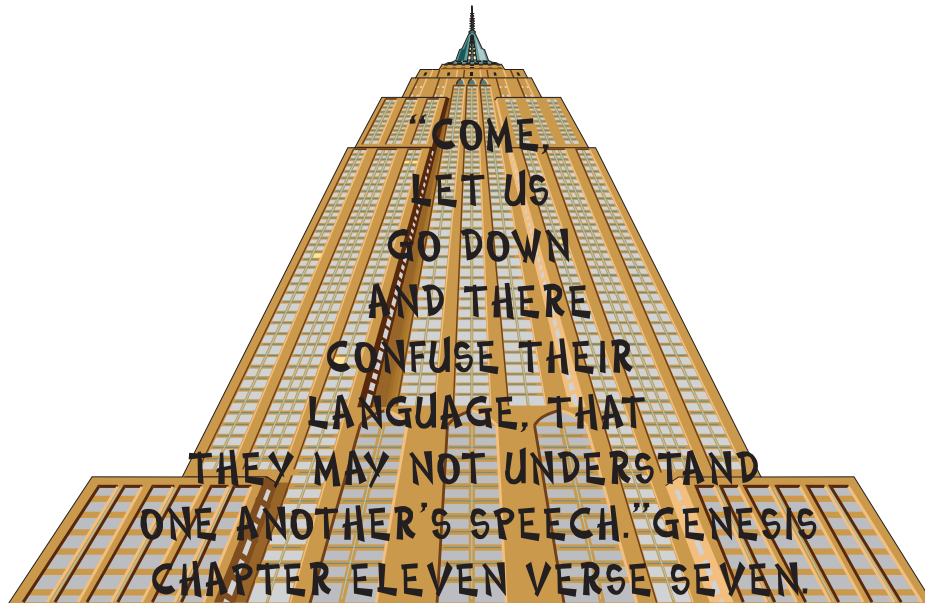 “COME,
LET US
GO DOWN
AND THERE
CONFUSE THEIR
LANGUAGE, THAT
THEY MAY NOT UNDERSTAND
ONE ANOTHER’S SPEECH.”GENESIS
CHAPTER ELEVEN VERSE SEVEN.